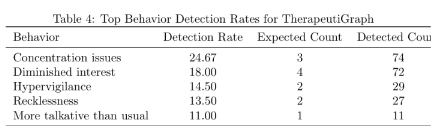 Table 4: Top Behavior Detection Rates for TherapeutiGraph
Behavior Detection Rate Expected Count Detected
Concentration issues 24.67 3 74
Diminished interest 18.00 4 72
Hypervigilance 14.50 2 29
Recklessness 13.50 2 27
More talkative than usual 11.00 1 11